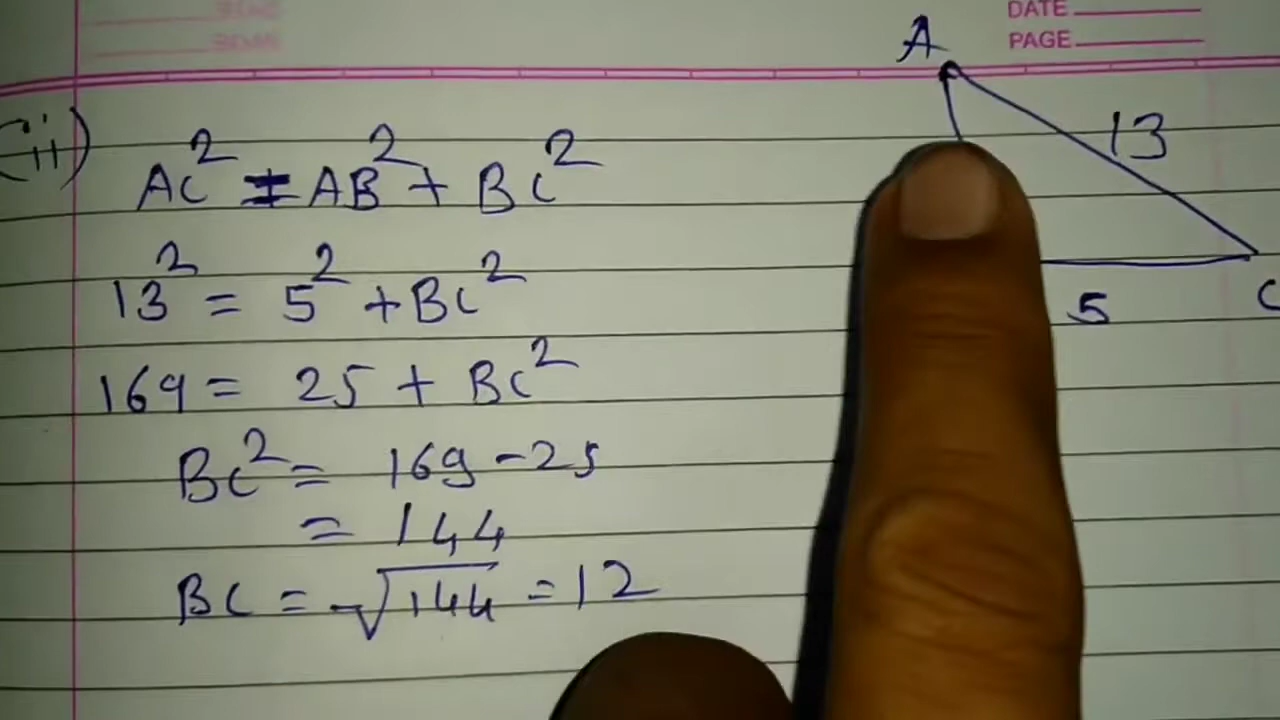 DATE
PAGE
A
13
5
C
(ii)
AC² = AB² + BC²
13² = 5² + BC²
169 = 25 + BC²
BC² = 169 - 25
= 144
BC = √144 = 12